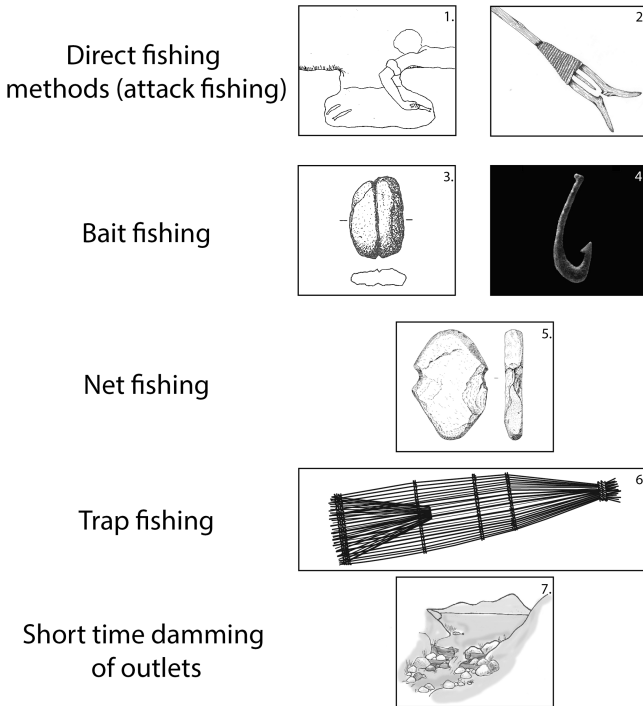 Direct fishing
methods (attack fishing)
1.
2
Bait fishing
3.
4
Net fishing
5.
Trap fishing
6
Short time damming
of outlets
7.